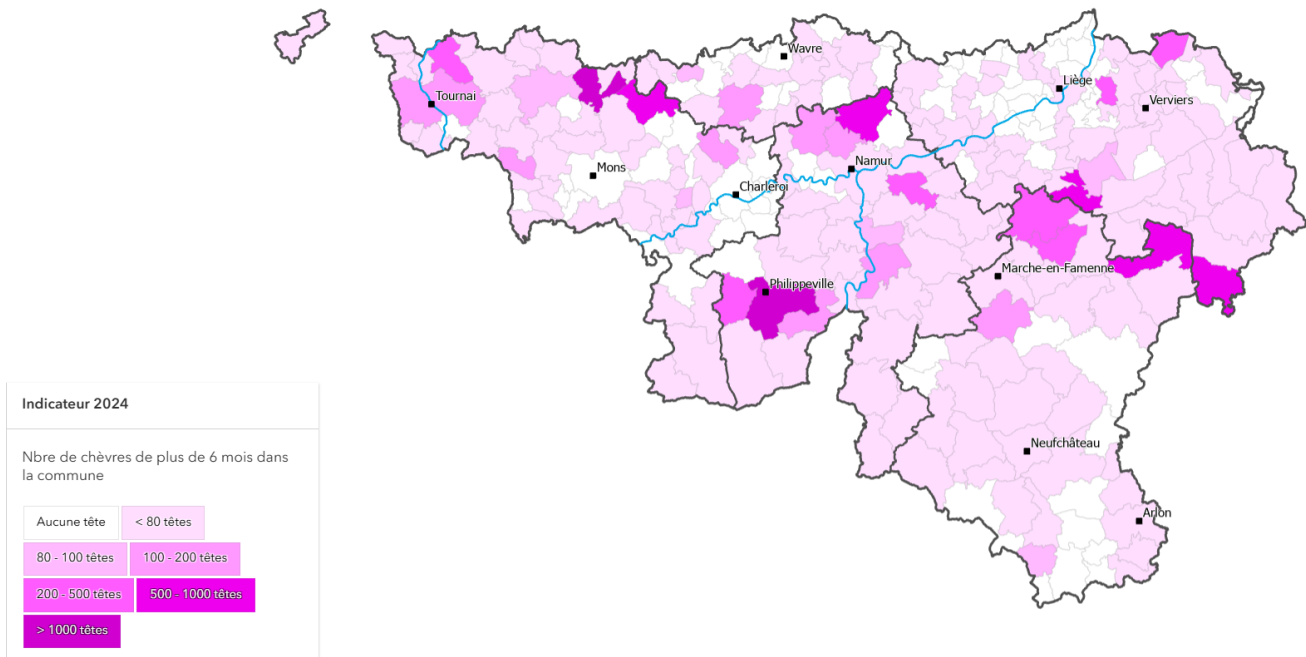 Wavre
Liège
Tournai
Verviers
Namur
Mons
Charleroi
Marche-en-Famenne
Philippeville
Neufchâteau
Arlon
Indicateur 2024
Nbre de chèvres de plus de 6 mois dans
la commune
Aucune tête
< 80 têtes
80 - 100 têtes
100 - 200 têtes
200 - 500 têtes
500 - 1000 têtes
> 1000 têtes